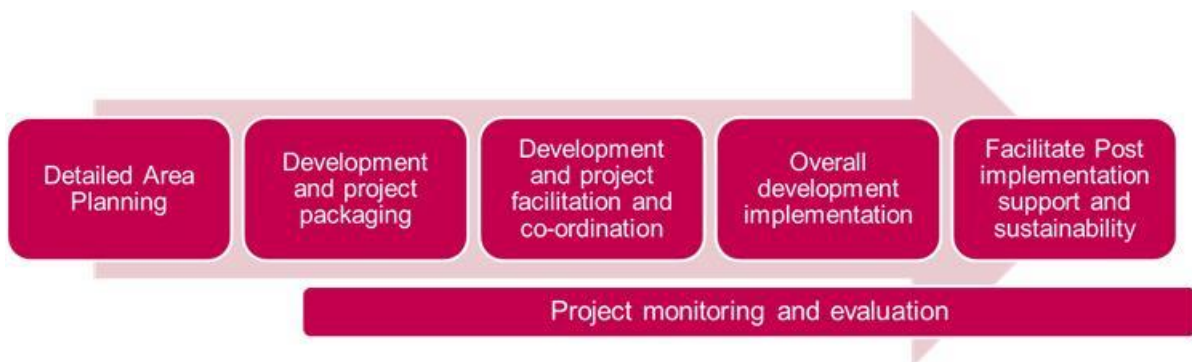 Detailed Area
Planning
Development
and project
packaging
Development
and project
facilitation and
co-ordination
Overall
development
implementation
Facilitate Post
implementation
support and
sustainability
Project monitoring and evaluation